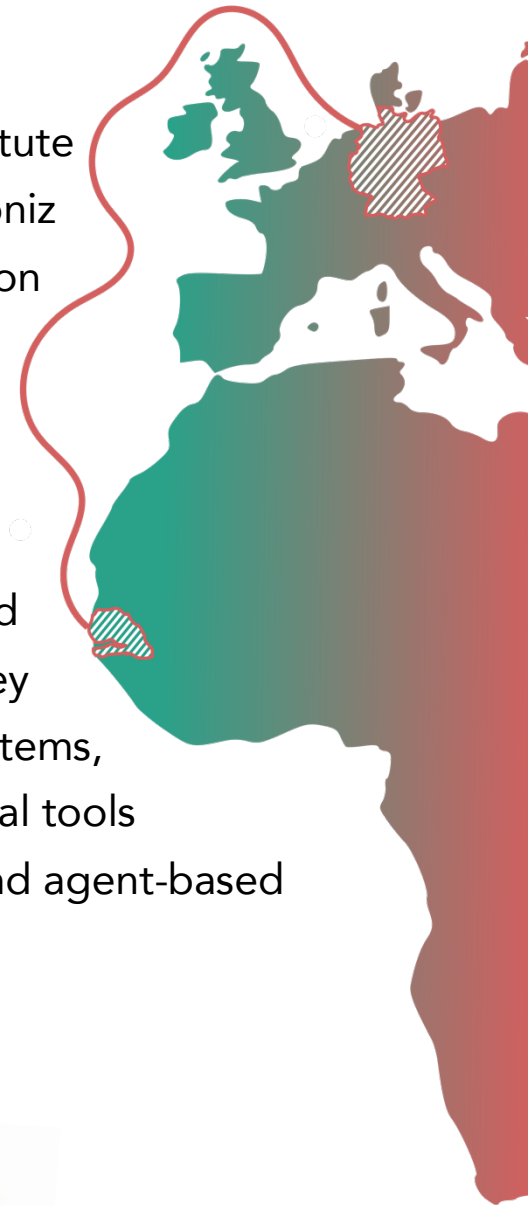 tute
oniz
on
d
ey
tems,
al tools
nd agent-based